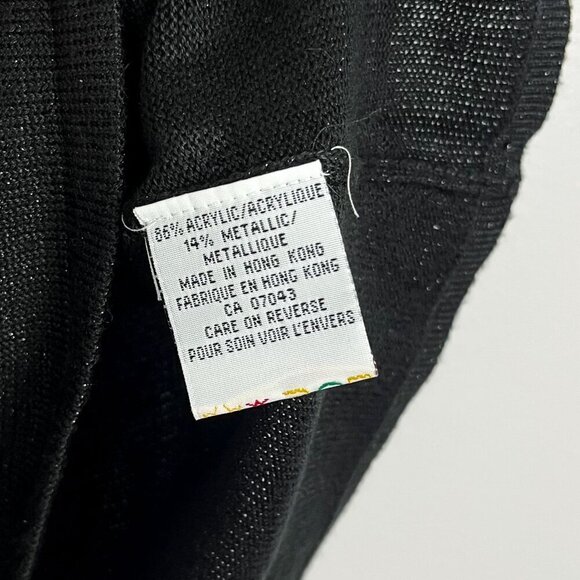 86% ACRYLIC/ACRYLIQUE
14% METALLIC/
METALLIQUE
MADE IN HONG KONG
FABRIQUE EN HONG KONG
CA 07043
CARE ON REVERSE
POUR SOIN VOIR L'ENVERS